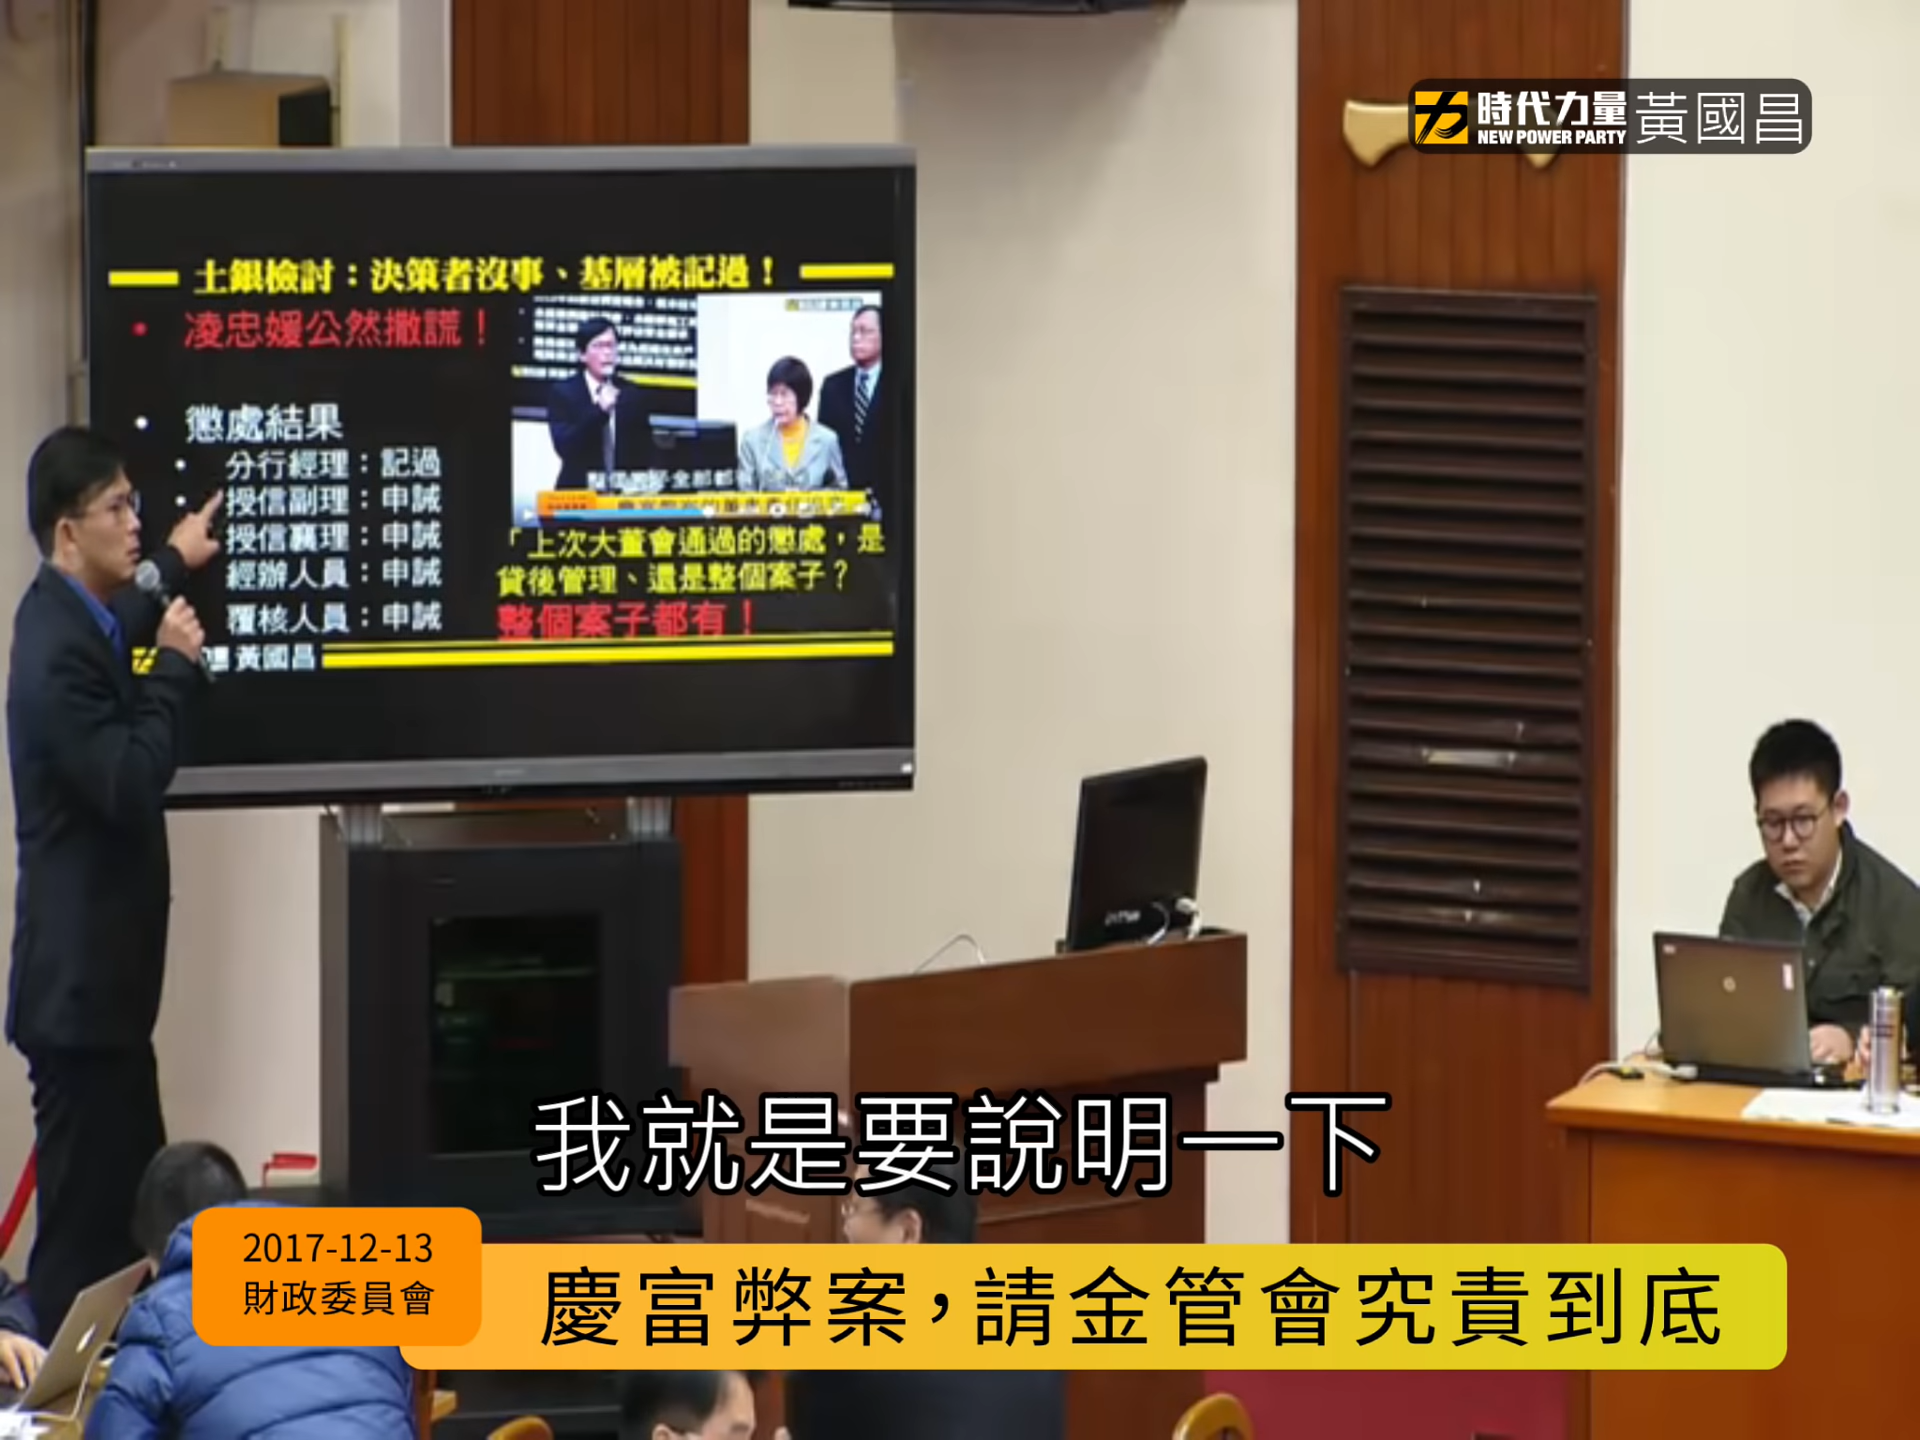 時代力量 黃國昌
NEW POWER PARTY
土銀檢討：決策者沒事、基層被記過！
• 凌忠嫒公然撒謊！
• 懲處結果
• 分行經理：記過
• 授信副理：申誡
授信襄理：申誡
經辦人員：申誡
覆核人員：申誡
「上次大董會通過的懲處，是
貸後管理、還是整個案子？
整個案子都有！
黃國昌
我就是要說明一下
2017-12-13
財政委員會
慶富弊案，請金管會究責到底